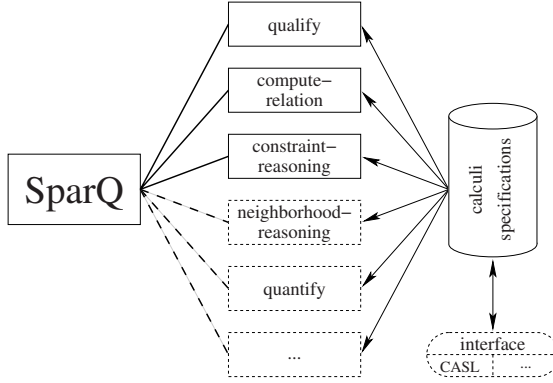 qualify
compute–
relation
constraint–
reasoning
SparQ
neighborhood–
reasoning
quantify
...
calculi
specifications
interface
CASL
...